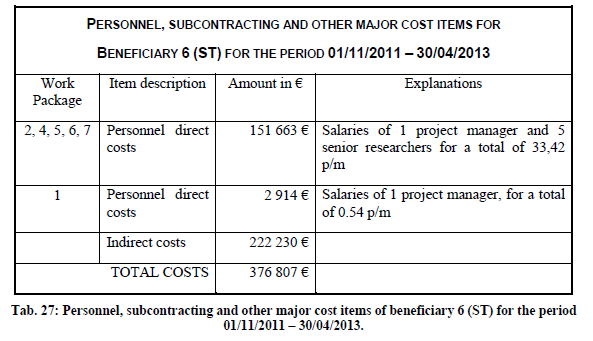 PERSONNEL, SUBCONTRACTING AND OTHER MAJOR COST ITEMS FOR
BENEFICIARY 6 (ST) FOR THE PERIOD 01/11/2011 – 30/04/2013
Work Package | Item description | Amount in € | Explanations
2, 4, 5, 6, 7 | Personnel direct costs | 151 663 € | Salaries of 1 project manager and 5 senior researchers for a total of 33,42 p/m
1 | Personnel direct costs | 2 914 € | Salaries of 1 project manager, for a total of 0.54 p/m
Indirect costs | 222 230 €
TOTAL COSTS | 376 807 €
Tab. 27: Personnel, subcontracting and other major cost items of beneficiary 6 (ST) for the period
01/11/2011 – 30/04/2013.